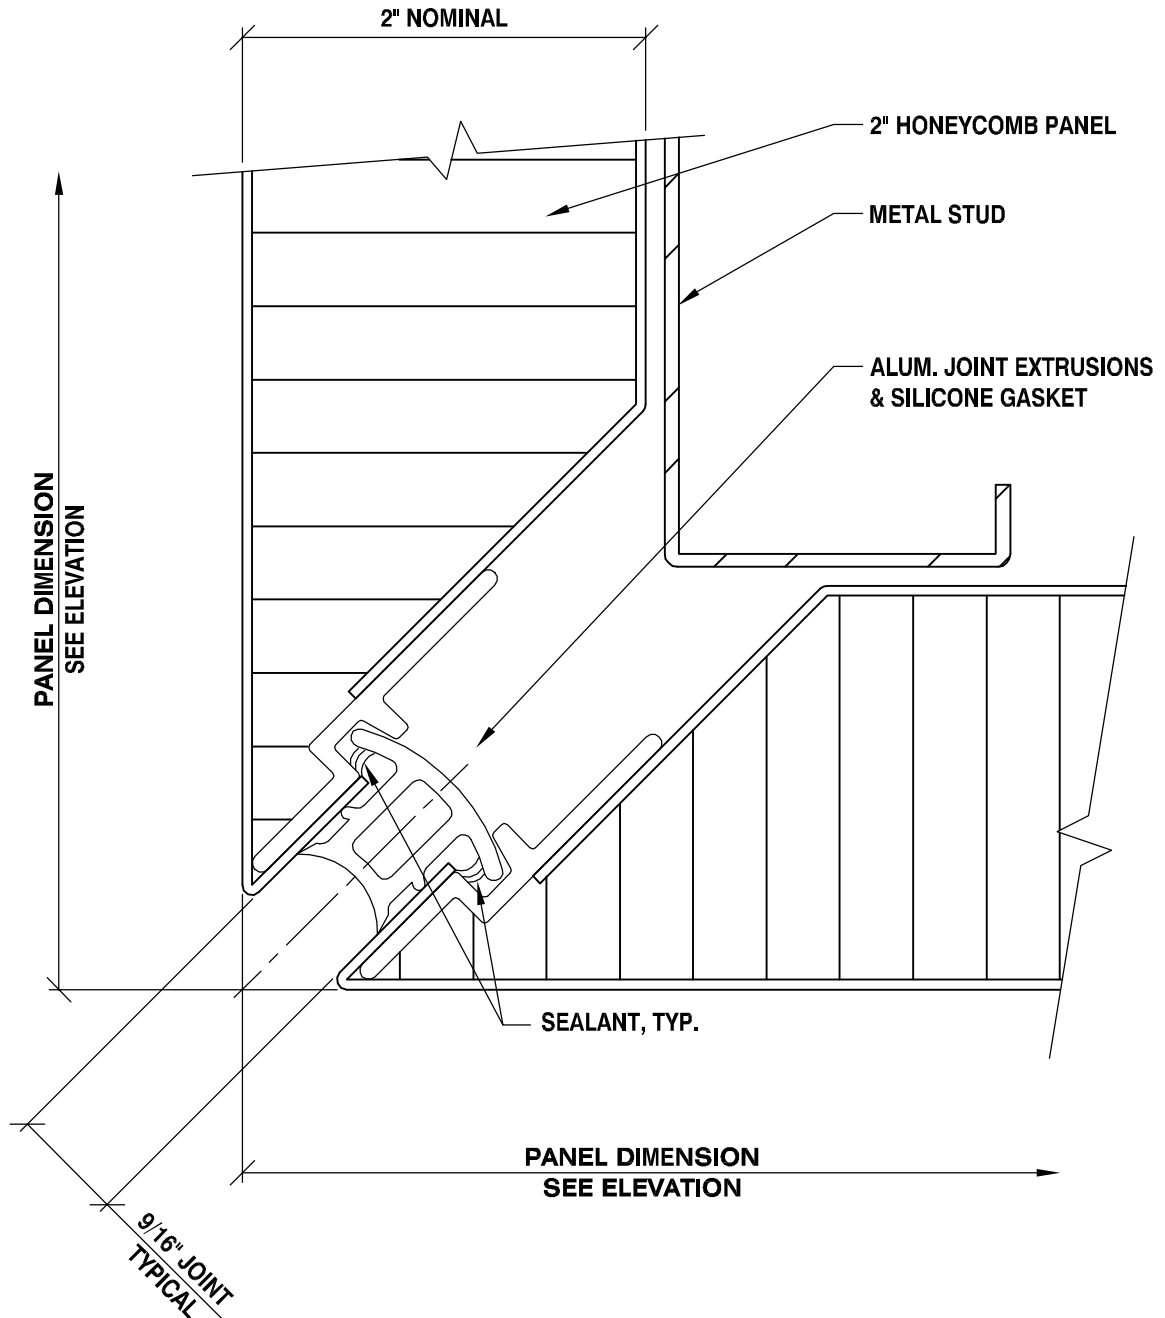 2" NOMINAL
2" HONEYCOMB PANEL
METAL STUD
ALUM. JOINT EXTRUSIONS
& SILICONE GASKET
PANEL DIMENSION
SEE ELEVATION
SEALANT, TYP.
PANEL DIMENSION
SEE ELEVATION
9/16" JOINT
TYPICAL